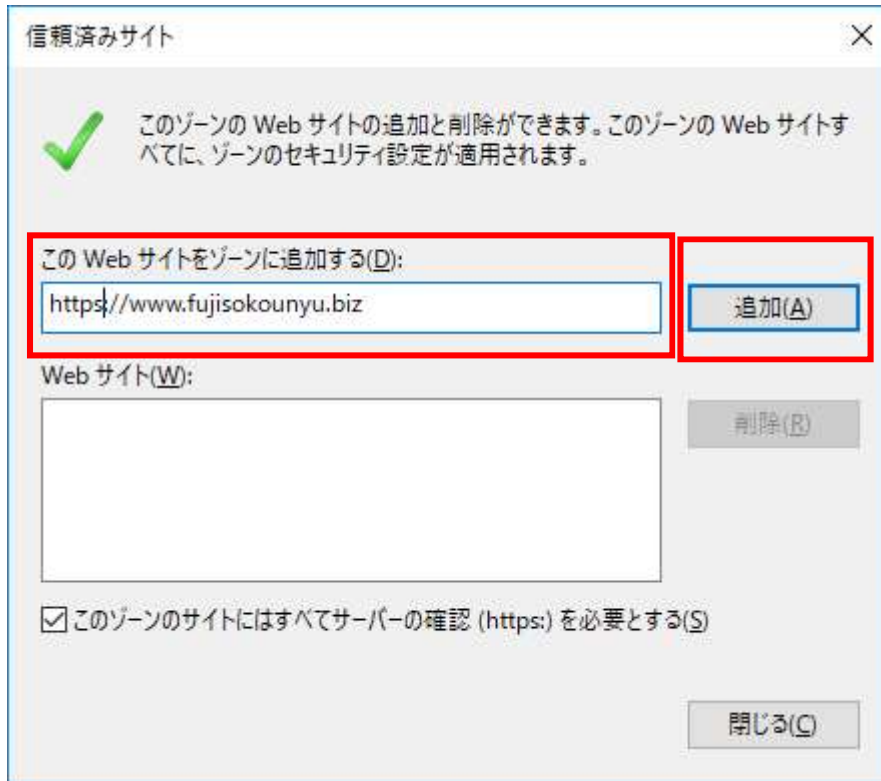 信頼済みサイト
このゾーンの Web サイトの追加と削除ができます。このゾーンの Web サイトす
べてに、ゾーンのセキュリティ設定が適用されます。
この Web サイトをゾーンに追加する(D):
https://www.fujisokounyu.biz
追加(A)
Web サイト(W):
削除(R)
このゾーンのサイトにはすべてサーバーの確認 (https:) を必要とする(S)
閉じる(C)